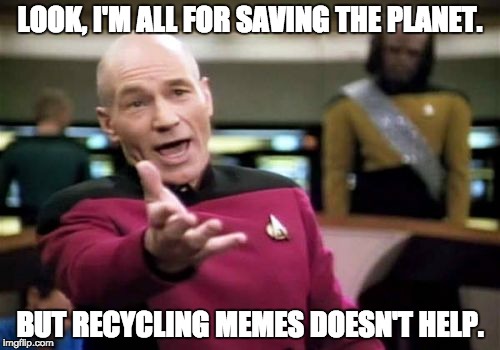 LOOK, I'M ALL FOR SAVING THE PLANET.
BUT RECYCLING MEMES DOESN'T HELP.
imgflip.com